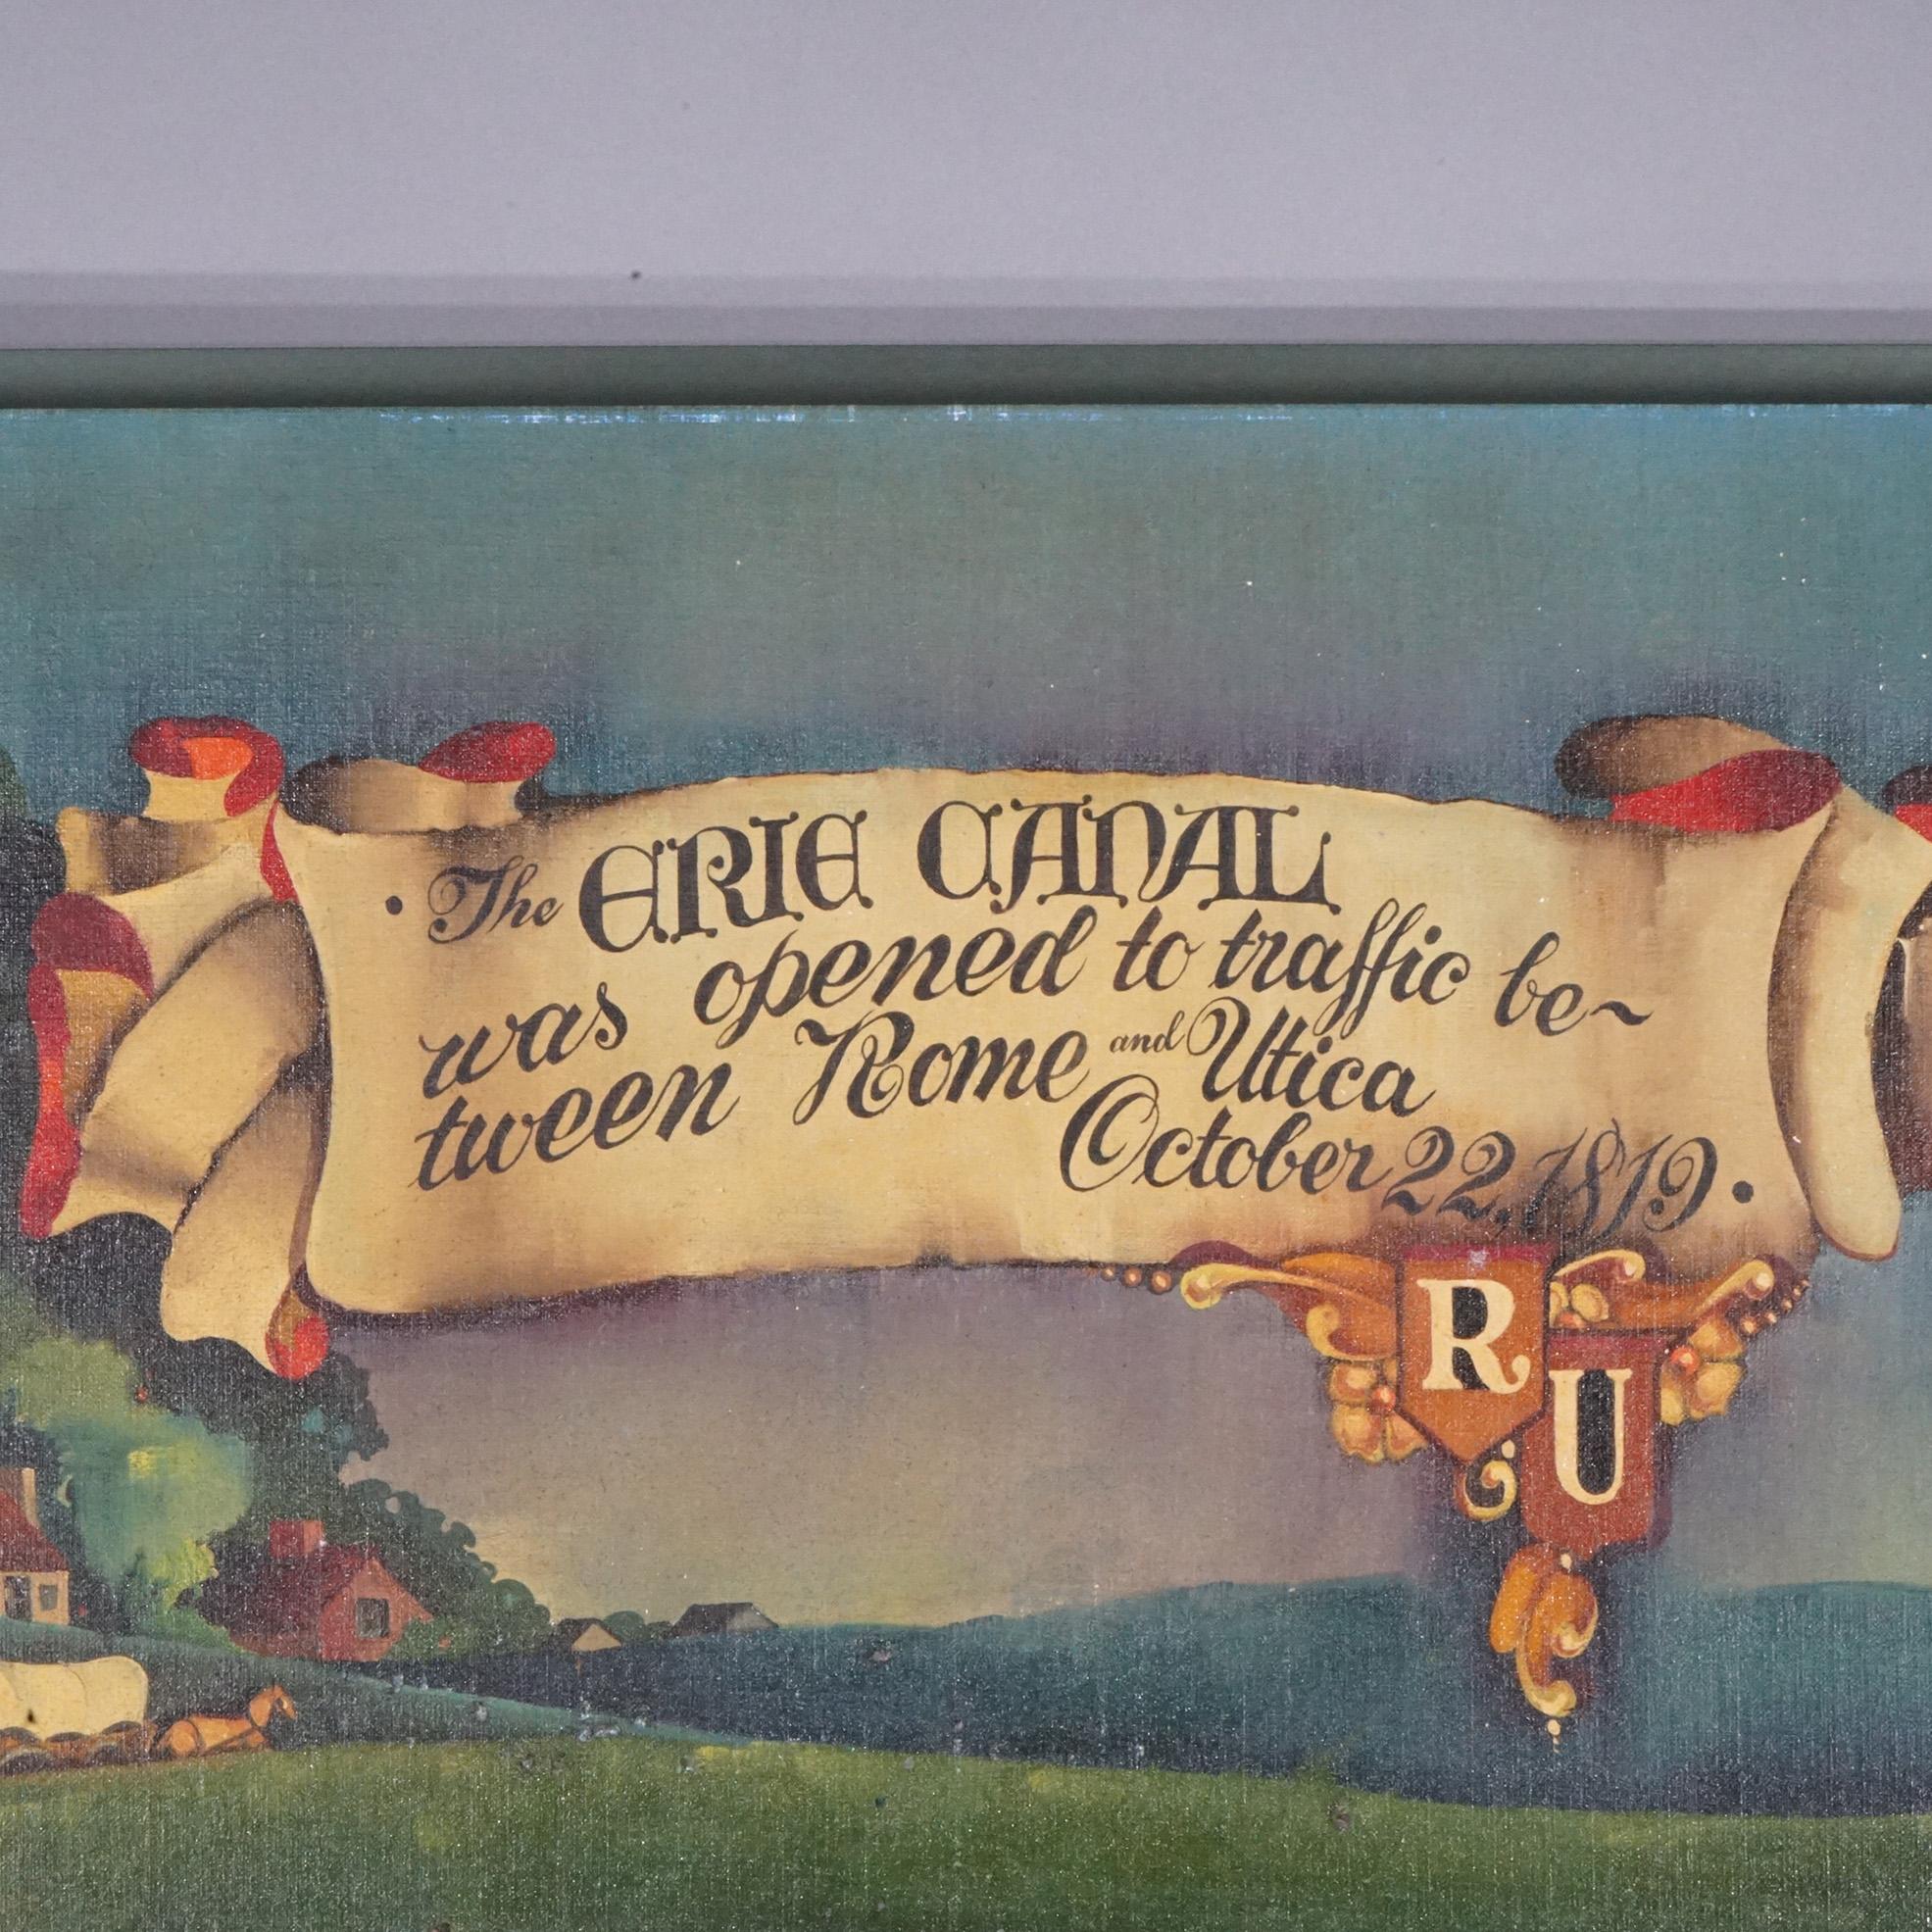 · The ERIE CANAL
was opened to traffic be~
tween Rome and Utica
October 22, 1819. ·
R
U